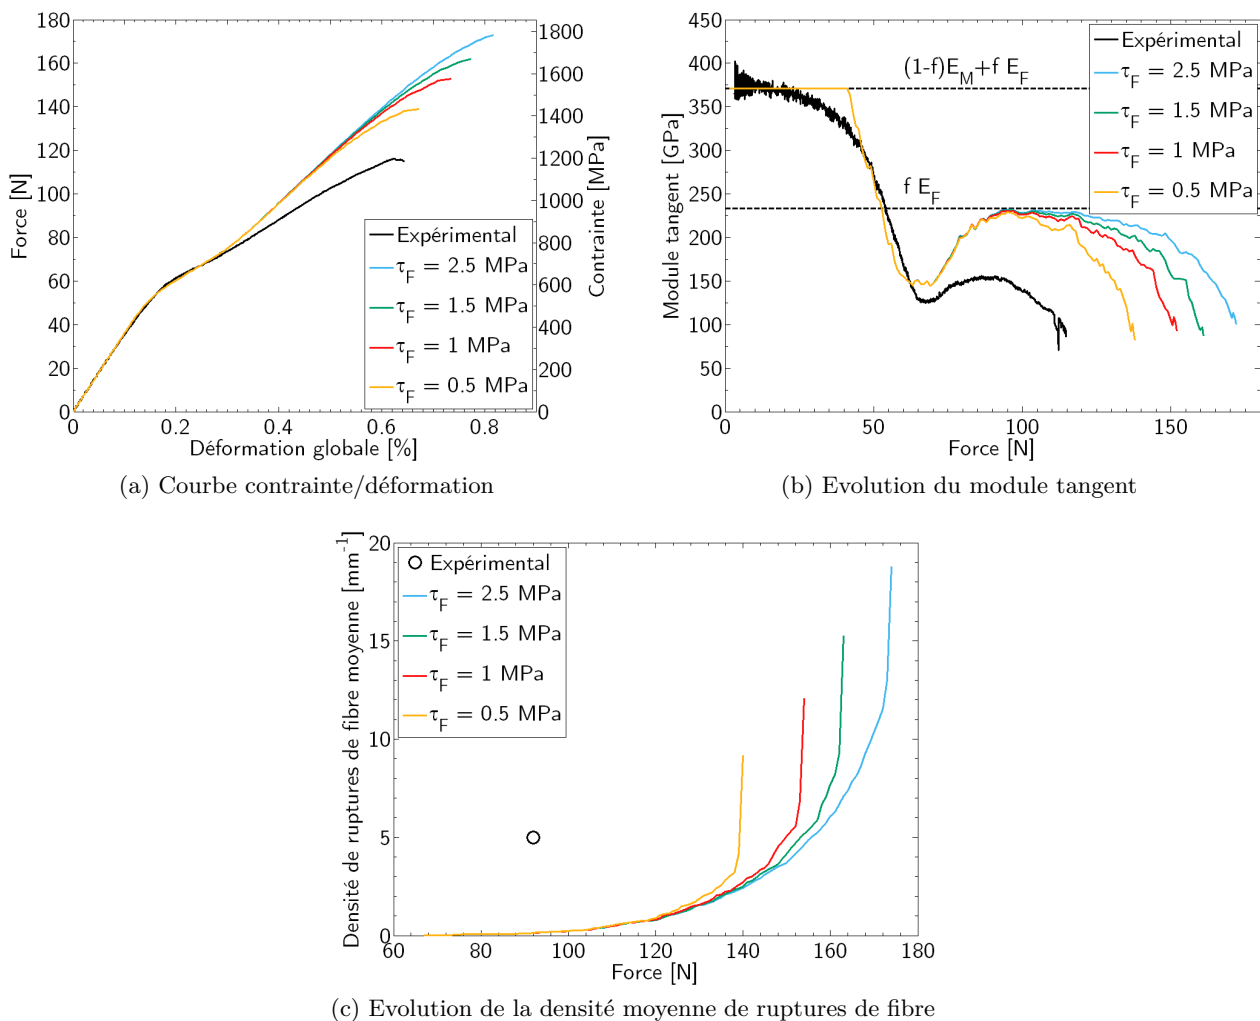 180
160
140
120
100
80
60
40
20
0
Force [N]
0
0.2
0.4
0.6
0.8
Déformation globale [%]
1800
1600
1400
1200
1000
800
600
400
200
0
Contrainte [MPa]
Expérimental
τF = 2.5 MPa
τF = 1.5 MPa
τF = 1 MPa
τF = 0.5 MPa
(a) Courbe contrainte/déformation
450
400
350
300
250
200
150
100
50
0
Module tangent [GPa]
0
50
100
150
Force [N]
(1-f)EM+f EF
f EF
Expérimental
τF = 2.5 MPa
τF = 1.5 MPa
τF = 1 MPa
τF = 0.5 MPa
(b) Evolution du module tangent
20
15
10
5
0
Densité de ruptures de fibre moyenne [mm-1]
60
80
100
120
140
160
180
Force [N]
Expérimental
τF = 2.5 MPa
τF = 1.5 MPa
τF = 1 MPa
τF = 0.5 MPa
(c) Evolution de la densité moyenne de ruptures de fibre